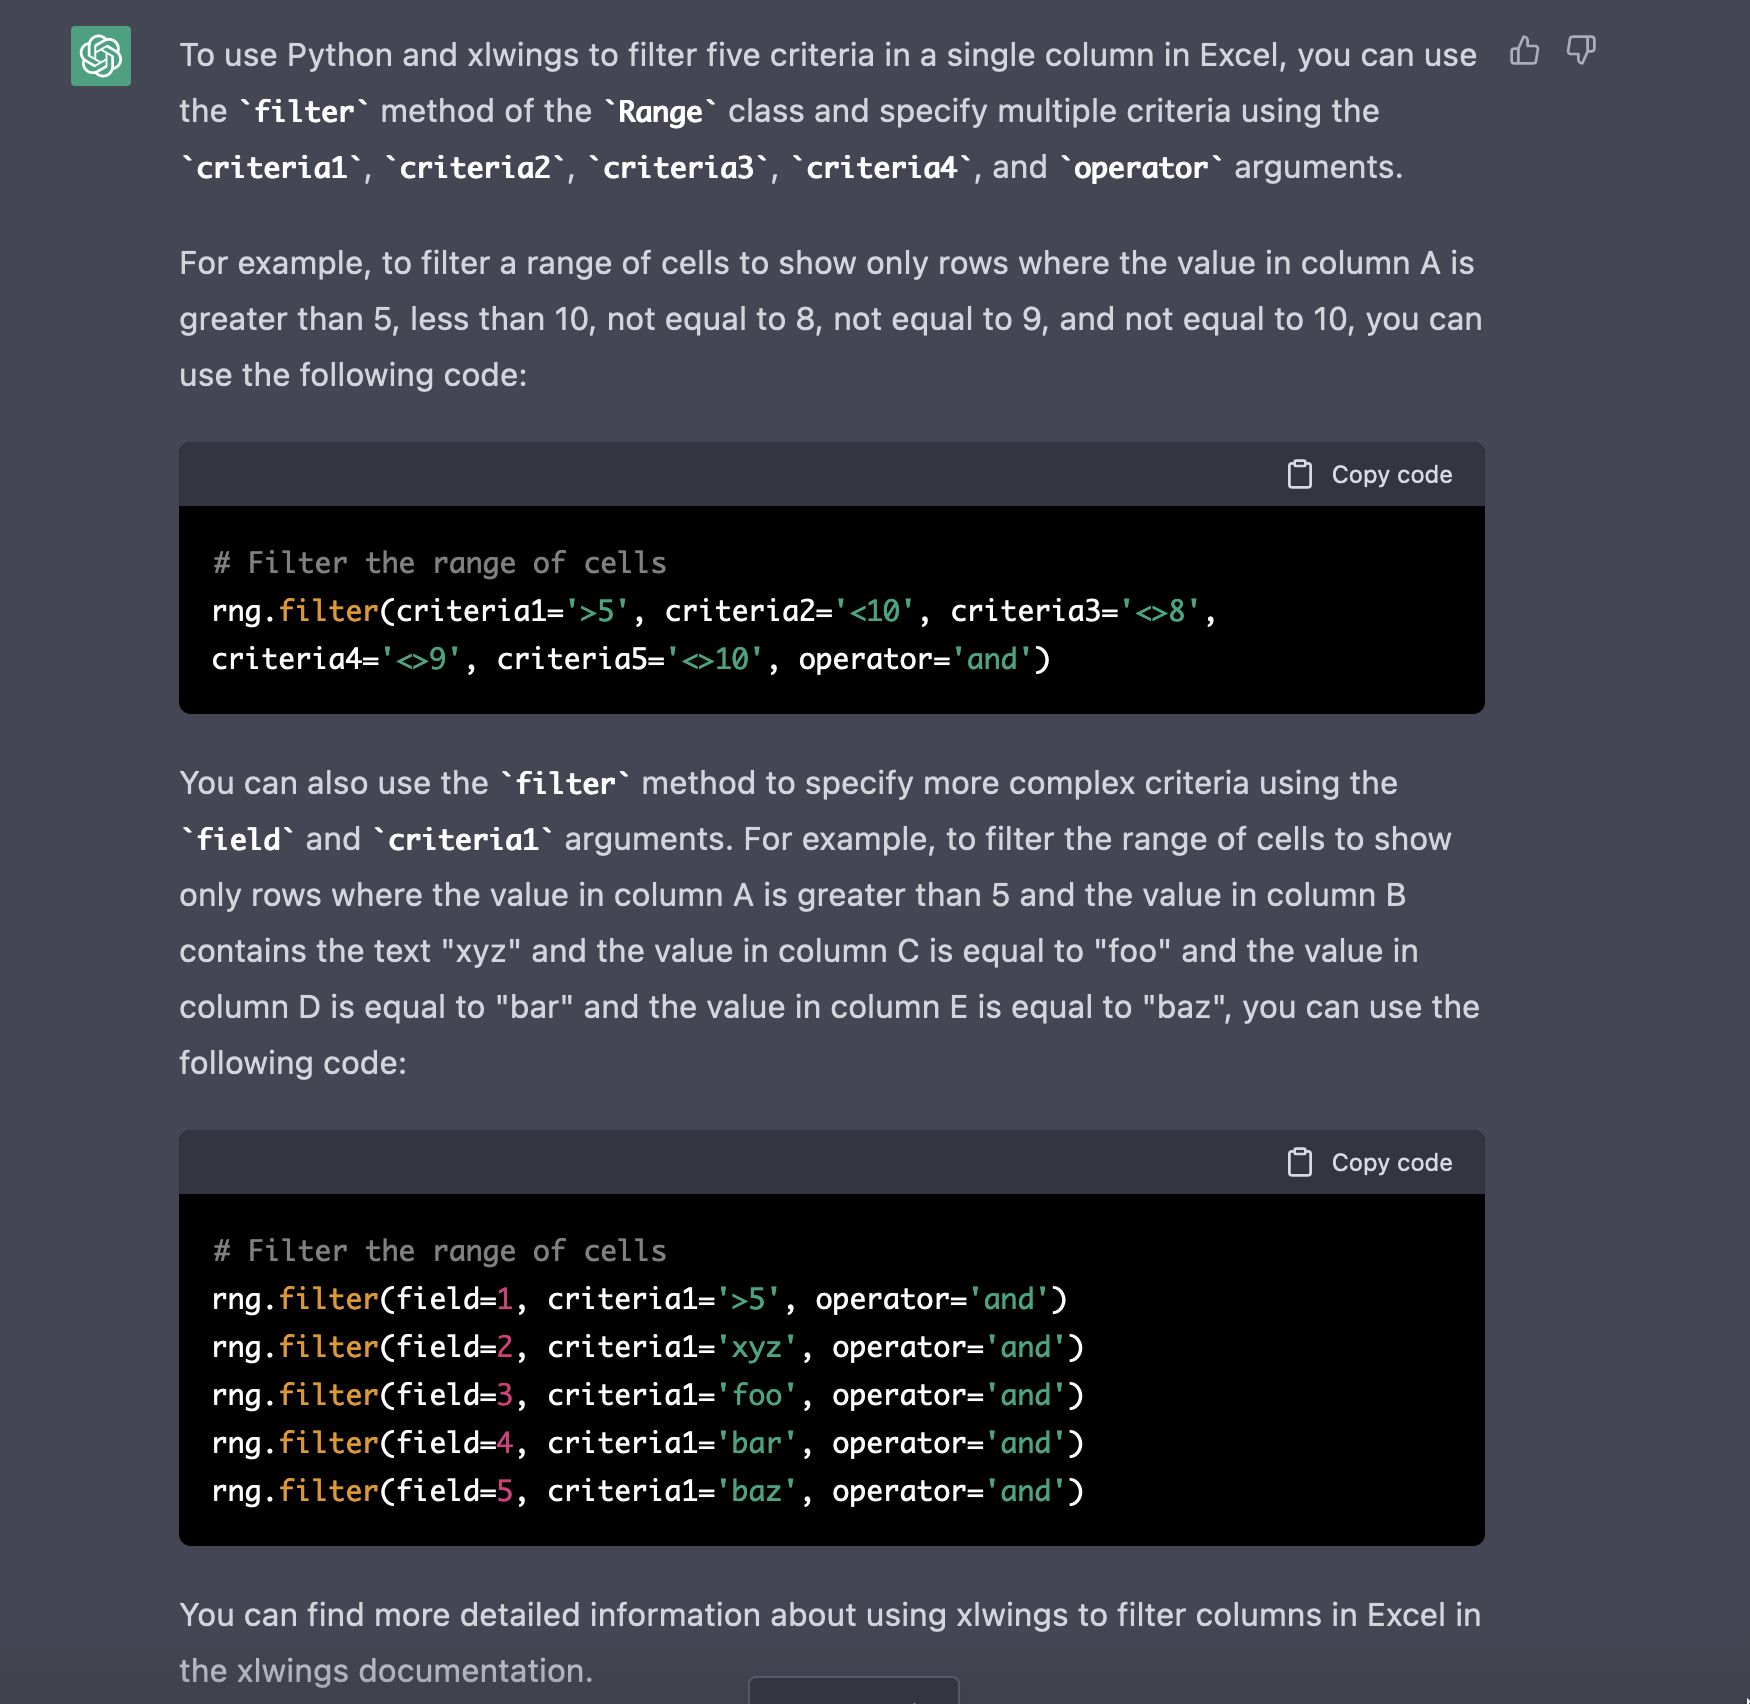 To use Python and xlwings to filter five criteria in a single column in Excel, you can use
the `filter` method of the `Range` class and specify multiple criteria using the
`criteria1`, `criteria2`, `criteria3`, `criteria4`, and `operator` arguments.
For example, to filter a range of cells to show only rows where the value in column A is
greater than 5, less than 10, not equal to 8, not equal to 9, and not equal to 10, you can
use the following code:
Copy code
# Filter the range of cells
rng.filter(criteria1='>5', criteria2='<10', criteria3='<>8',
criteria4='<>9', criteria5='<>10', operator='and')
You can also use the `filter` method to specify more complex criteria using the
`field` and `criteria1` arguments. For example, to filter the range of cells to show
only rows where the value in column A is greater than 5 and the value in column B
contains the text "xyz" and the value in column C is equal to "foo" and the value in
column D is equal to "bar" and the value in column E is equal to "baz", you can use the
following code:
Copy code
# Filter the range of cells
rng.filter(field=1, criteria1='>5', operator='and')
rng.filter(field=2, criteria1='xyz', operator='and')
rng.filter(field=3, criteria1='foo', operator='and')
rng.filter(field=4, criteria1='bar', operator='and')
rng.filter(field=5, criteria1='baz', operator='and')
You can find more detailed information about using xlwings to filter columns in Excel in
the xlwings documentation.